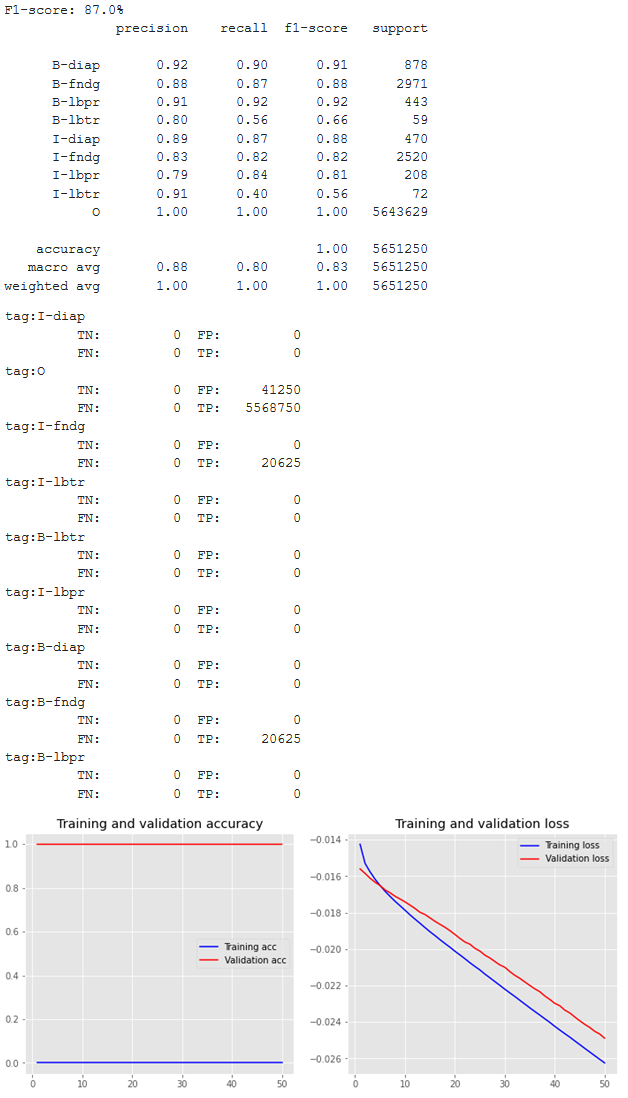 F1-score: 87.0%
precision recall f1-score support
B-diap 0.92 0.90 0.91 878
B-fndg 0.88 0.87 0.88 2971
B-lbpr 0.91 0.92 0.92 443
B-lbtr 0.80 0.56 0.66 59
I-diap 0.89 0.87 0.88 470
I-fndg 0.83 0.82 0.82 2520
I-lbpr 0.79 0.84 0.81 208
I-lbtr 0.91 0.40 0.56 72
O 1.00 1.00 1.00 5643629
accuracy 1.00 5651250
macro avg 0.88 0.80 0.83 5651250
weighted avg 1.00 1.00 1.00 5651250
tag:I-diap
TN: 0 FP: 0
FN: 0 TP: 0
tag:O
TN: 0 FP: 41250
FN: 0 TP: 5568750
tag:I-fndg
TN: 0 FP: 0
FN: 0 TP: 20625
tag:I-lbtr
TN: 0 FP: 0
FN: 0 TP: 0
tag:B-lbtr
TN: 0 FP: 0
FN: 0 TP: 0
tag:I-lbpr
TN: 0 FP: 0
FN: 0 TP: 0
tag:B-diap
TN: 0 FP: 0
FN: 0 TP: 0
tag:B-fndg
TN: 0 FP: 0
FN: 0 TP: 20625
tag:B-lbpr
TN: 0 FP: 0
FN: 0 TP: 0
Training and validation accuracy
1.0
0.8
0.6
0.4
0.2
0.0
Training acc
Validation acc
0 10 20 30 40 50
Training and validation loss
−0.014
−0.016
−0.018
−0.020
−0.022
−0.024
−0.026
Training loss
Validation loss
0 10 20 30 40 50